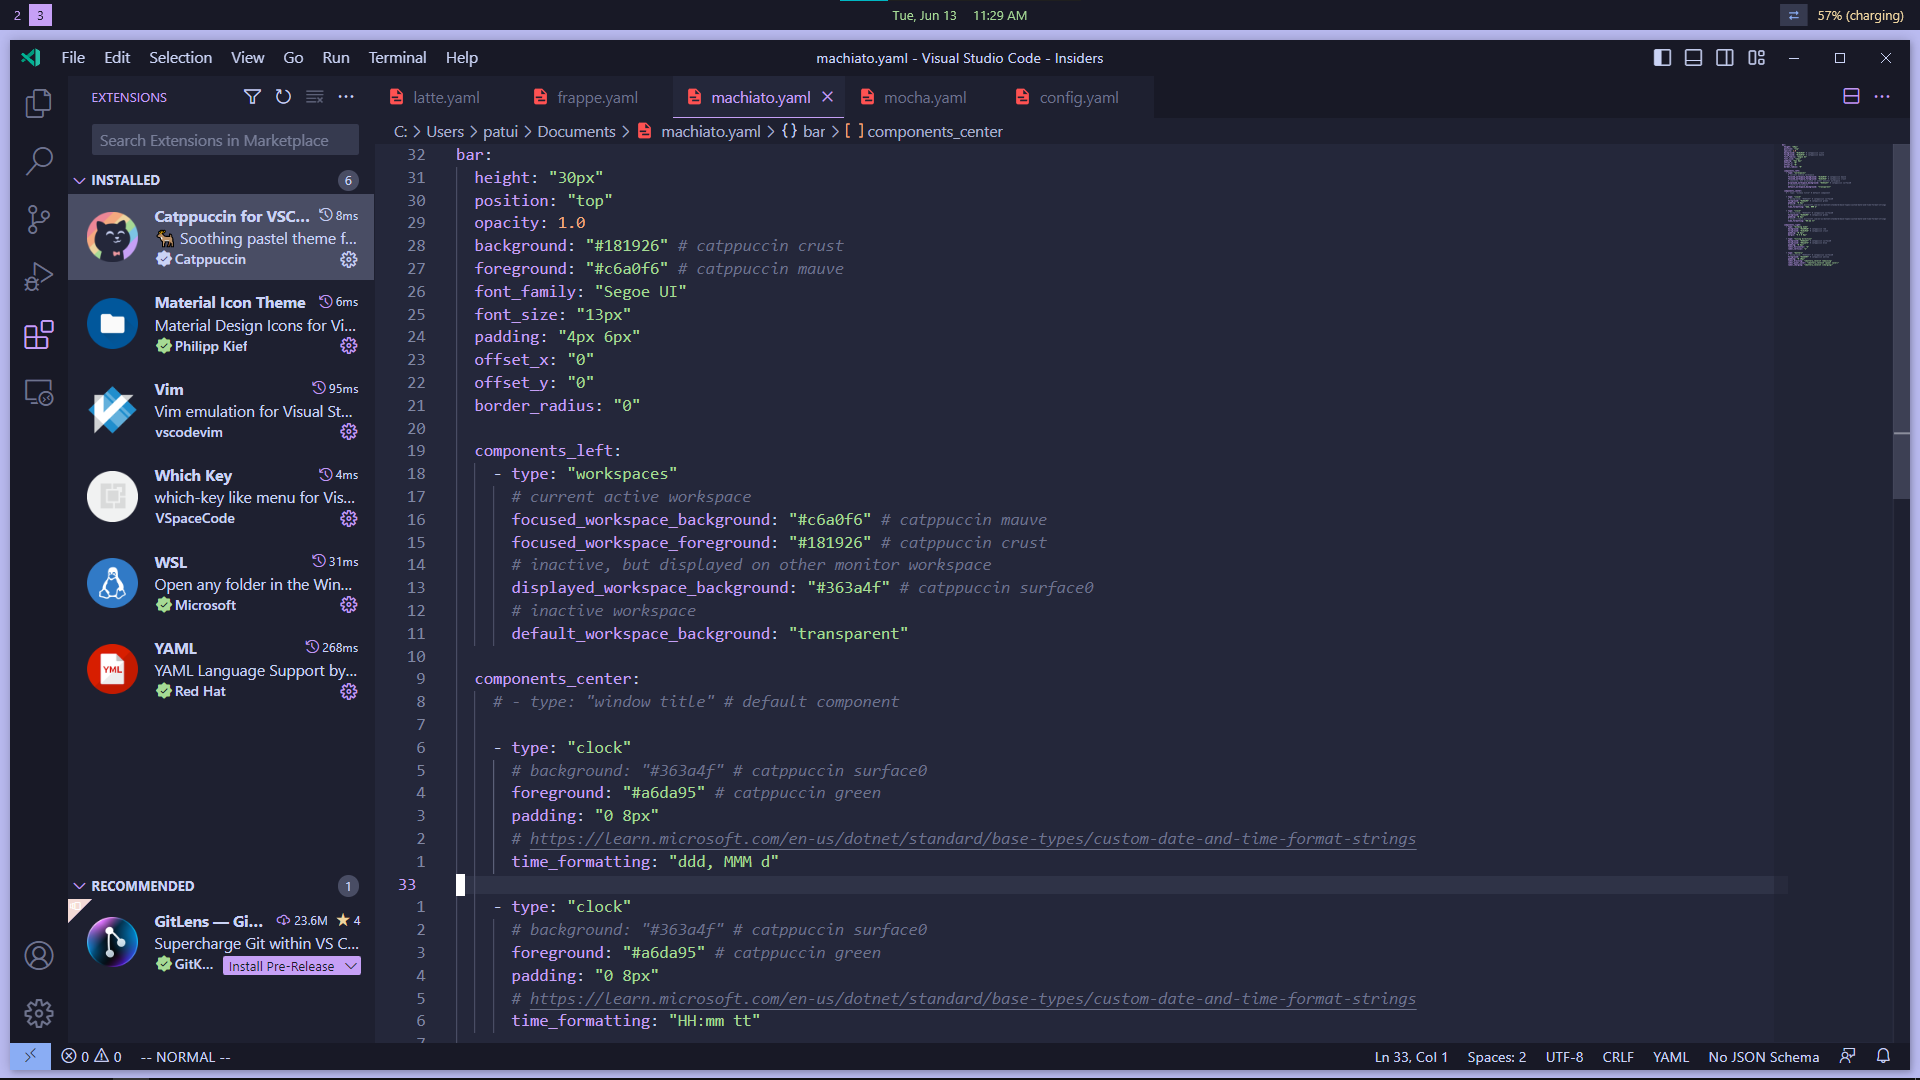 2 3
Tue, Jun 13 11:29 AM
57% (charging)
File Edit Selection View Go Run Terminal Help
machiato.yaml - Visual Studio Code - Insiders
EXTENSIONS
latte.yaml frappe.yaml machiato.yaml mocha.yaml config.yaml
Search Extensions in Marketplace
C: > Users > patui > Documents > machiato.yaml > {} bar > [ ] components_center
INSTALLED 6
Catppuccin for VSC... 8ms
Soothing pastel theme f...
Catppuccin
Material Icon Theme 6ms
Material Design Icons for Vi...
Philipp Kief
Vim 95ms
Vim emulation for Visual St...
vscodevim
Which Key 4ms
which-key like menu for Vis...
VSpaceCode
WSL 31ms
Open any folder in the Win...
Microsoft
YAML 268ms
YAML Language Support by...
Red Hat
YML
RECOMMENDED 1
GitLens — Gi... 23.6M 4
Supercharge Git within VS C...
GitK... Install Pre-Release
32 bar:
31 height: "30px"
30 position: "top"
29 opacity: 1.0
28 background: "#181926" # catppuccin crust
27 foreground: "#c6a0f6" # catppuccin mauve
26 font_family: "Segoe UI"
25 font_size: "13px"
24 padding: "4px 6px"
23 offset_x: "0"
22 offset_y: "0"
21 border_radius: "0"
20
19 components_left:
18 - type: "workspaces"
17 # current active workspace
16 focused_workspace_background: "#c6a0f6" # catppuccin mauve
15 focused_workspace_foreground: "#181926" # catppuccin crust
14 # inactive, but displayed on other monitor workspace
13 displayed_workspace_background: "#363a4f" # catppuccin surface0
12 # inactive workspace
11 default_workspace_background: "transparent"
10
9 components_center:
8 # - type: "window title" # default component
7
6 - type: "clock"
5 # background: "#363a4f" # catppuccin surface0
4 foreground: "#a6da95" # catppuccin green
3 padding: "0 8px"
2 # https://learn.microsoft.com/en-us/dotnet/standard/base-types/custom-date-and-time-format-strings
1 time_formatting: "ddd, MMM d"
33
1 - type: "clock"
2 # background: "#363a4f" # catppuccin surface0
3 foreground: "#a6da95" # catppuccin green
4 padding: "0 8px"
5 # https://learn.microsoft.com/en-us/dotnet/standard/base-types/custom-date-and-time-format-strings
6 time_formatting: "HH:mm tt"
7
0 0 -- NORMAL --
Ln 33, Col 1 Spaces: 2 UTF-8 CRLF YAML No JSON Schema